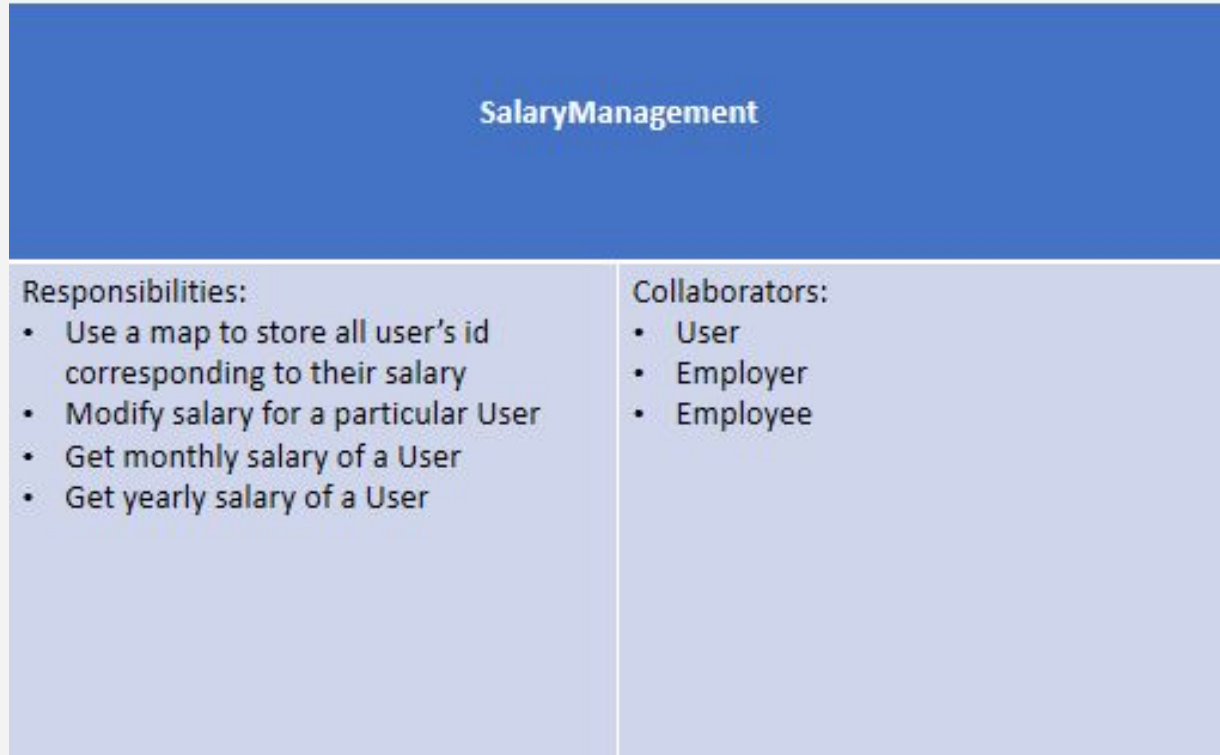 SalaryManagement
Responsibilities:
• Use a map to store all user’s id
corresponding to their salary
• Modify salary for a particular User
• Get monthly salary of a User
• Get yearly salary of a User
Collaborators:
• User
• Employer
• Employee